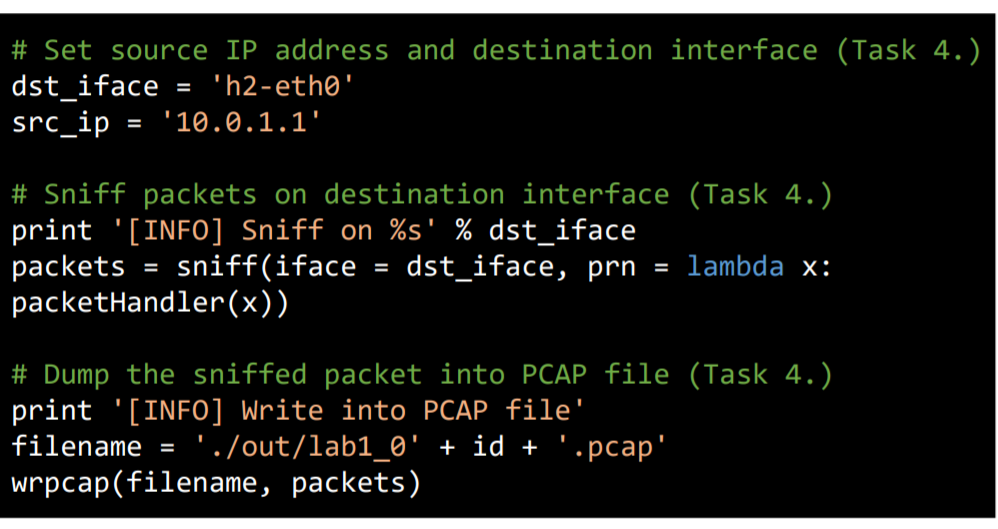 # Set source IP address and destination interface (Task 4.)
dst_iface = 'h2-eth0'
src_ip = '10.0.1.1'
# Sniff packets on destination interface (Task 4.)
print '[INFO] Sniff on %s' % dst_iface
packets = sniff(iface = dst_iface, prn = lambda x:
packetHandler(x))
# Dump the sniffed packet into PCAP file (Task 4.)
print '[INFO] Write into PCAP file'
filename = './out/lab1_0' + id + '.pcap'
wrpcap(filename, packets)